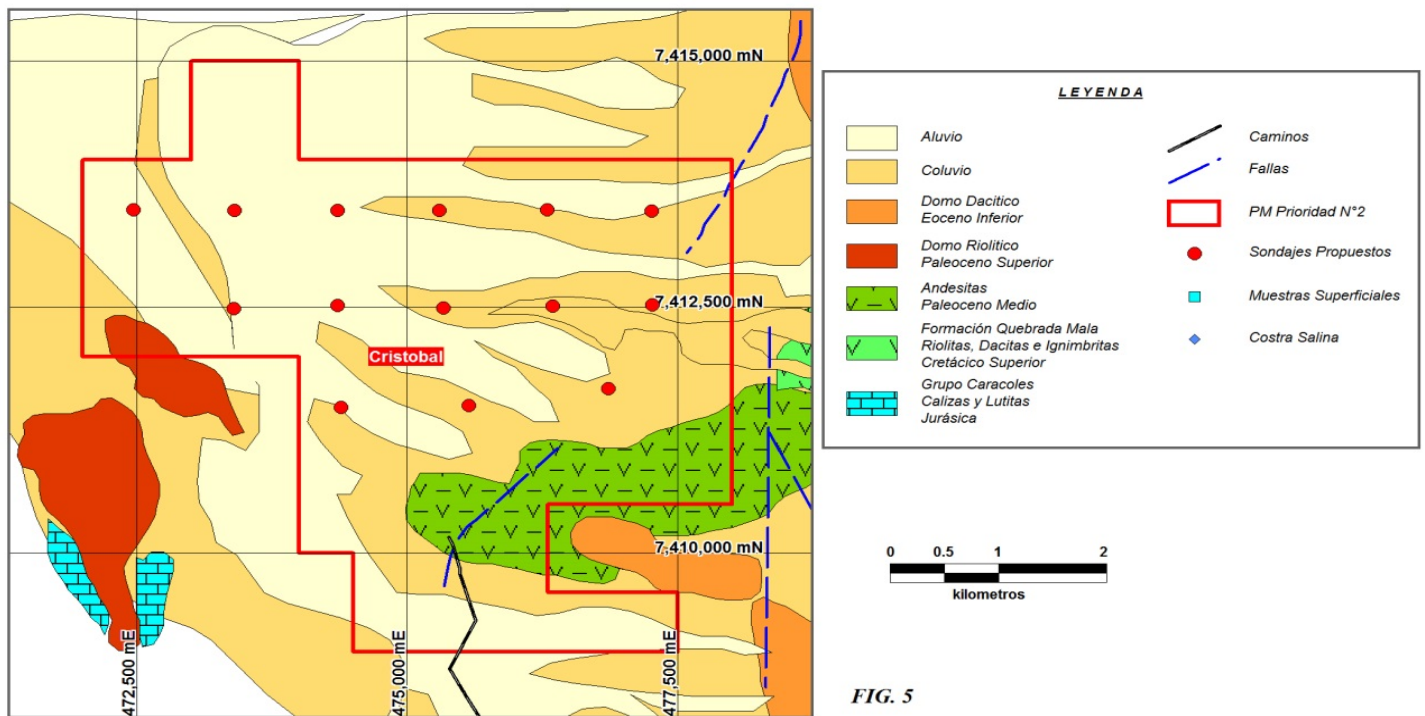 7,415,000 mN
7,412,500 mN
Cristobal
7,410,000 mN
472,500 mE
475,000 mE
477,500 mE
LEYENDA
Aluvio
Coluvio
Domo Dacitico
Eoceno Inferior
Domo Riolitico
Paleoceno Superior
Andesitas
Paleoceno Medio
Formación Quebrada Mala
Riolitas, Dacitas e Ignimbritas
Cretácico Superior
Grupo Caracoles
Calizas y Lutitas
Jurásica
Caminos
Fallas
PM Prioridad N°2
Sondajes Propuestos
Muestras Superficiales
Costra Salina
0 0.5 1 2
kilometros
FIG. 5